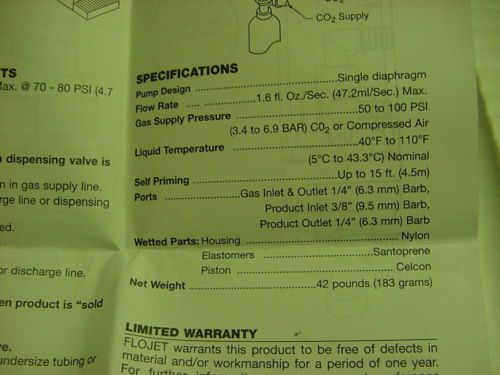 CO2
CO2 Supply
TS
ax. @ 70 - 80 PSI (4.7
dispensing valve is
n in gas supply line.
rge line or dispensing
ed.
or discharge line.
en product is "sold
ve.
undersize tubing or
SPECIFICATIONS
Pump Design ........ Single diaphragm
Flow Rate ..... 1.6 fl. Oz./Sec. (47.2ml/Sec.) Max.
Gas Supply Pressure ........ 50 to 100 PSI
(3.4 to 6.9 BAR) C02 or Compressed Air
Liquid Temperature ........ 40°F to 110°F
(5°C to 43.3°C) Nominal
Self Priming ........ Up to 15 ft. (4.5m)
Ports ........ Gas Inlet & Outlet 1/4" (6.3 mm) Barb,
Product Inlet 3/8" (9.5 mm) Barb,
Product Outlet 1/4" (6.3 mm) Barb
Wetted Parts: Housing ........ Nylon
Elastomers ........ Santoprene
Piston ........ Celcon
Net Weight ........ 42 pounds (183 grams)
LIMITED WARRANTY
FLOJET warrants this product to be free of defects in
material and/or workmanship for a period of one year.
For further information